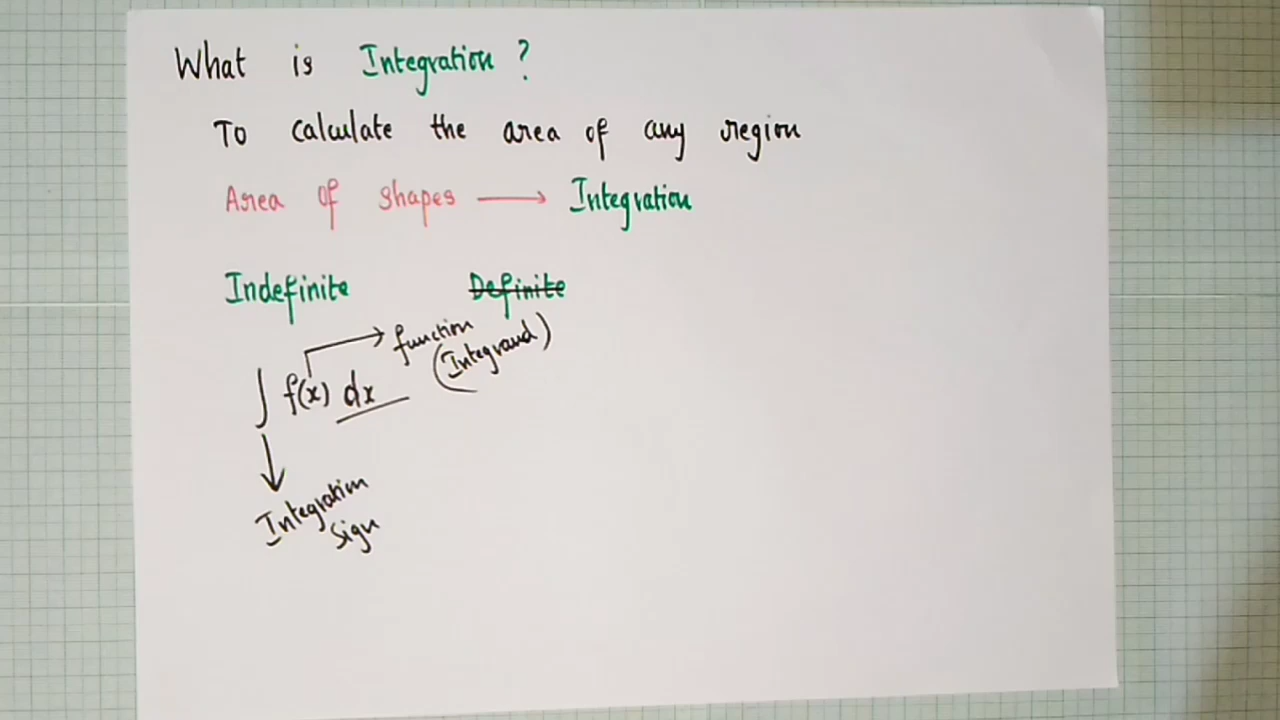 What is Integration ?
To calculate the area of any region
Area of shapes → Integration
Indefinite Definite
function
(Integrand)
∫ f(x) dx
Integration
sign